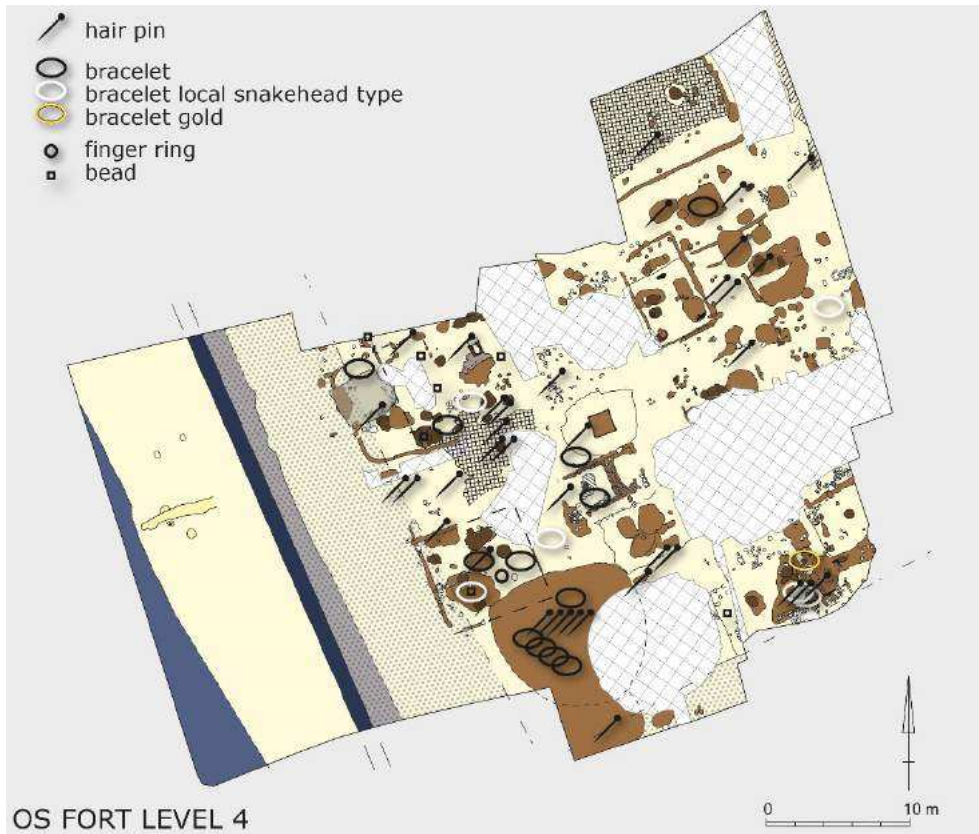 hair pin
bracelet
bracelet local snakehead type
bracelet gold
finger ring
bead
OS FORT LEVEL 4
0 10 m